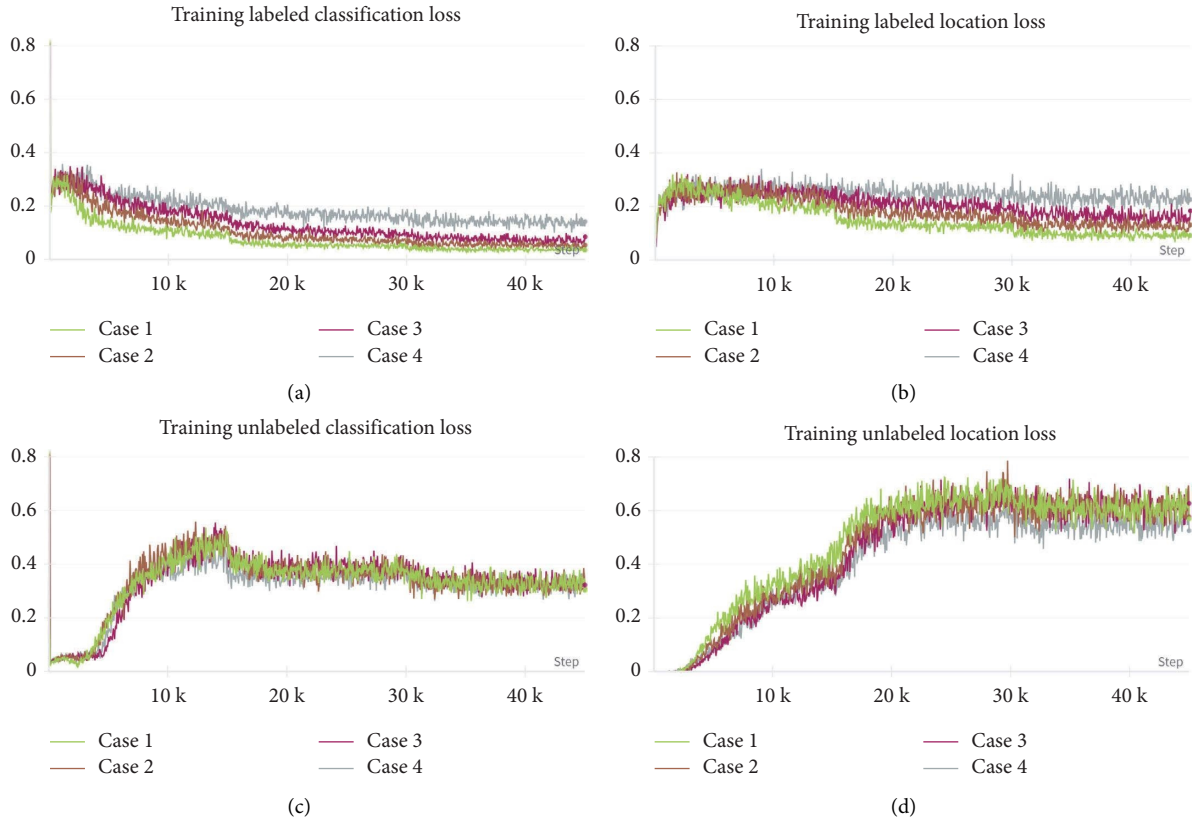 Training labeled classification loss
0.8
0.6
0.4
0.2
0
10 k
20 k
30 k
40 k
Step
Case 1
Case 2
Case 3
Case 4
(a)
Training labeled location loss
0.8
0.6
0.4
0.2
0
10 k
20 k
30 k
40 k
Step
Case 1
Case 2
Case 3
Case 4
(b)
Training unlabeled classification loss
0.8
0.6
0.4
0.2
0
10 k
20 k
30 k
40 k
Step
Case 1
Case 2
Case 3
Case 4
(c)
Training unlabeled location loss
0.8
0.6
0.4
0.2
0
10 k
20 k
30 k
40 k
Step
Case 1
Case 2
Case 3
Case 4
(d)